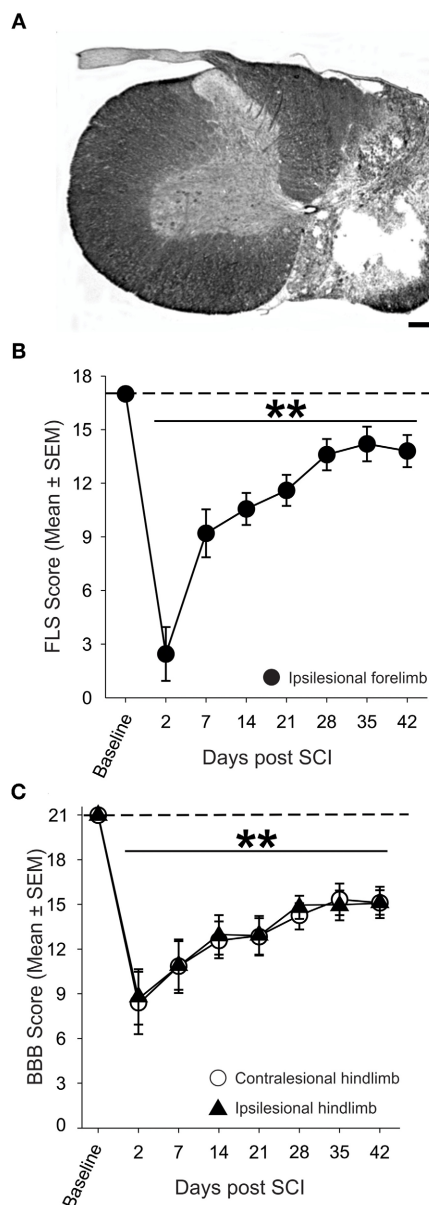 A
B
18
15
12
9
6
3
0
FLS Score (Mean ± SEM)
**
Ipsilesional forelimb
Baseline 2 7 14 21 28 35 42
Days post SCI
C
21
18
15
12
9
6
3
0
BBB Score (Mean ± SEM)
**
Contralesional hindlimb
Ipsilesional hindlimb
Baseline 2 7 14 21 28 35 42
Days post SCI